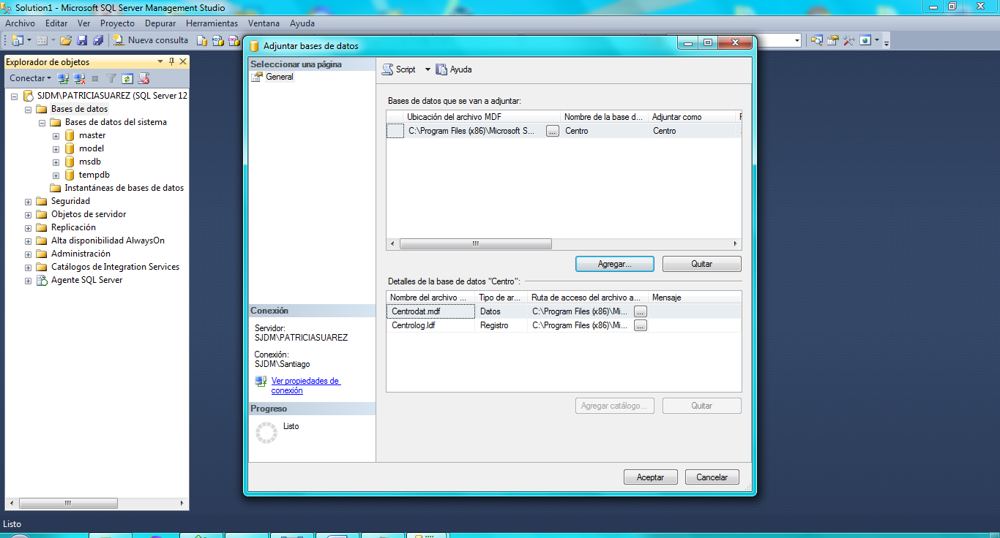 Solution1 - Microsoft SQL Server Management Studio
Archivo Editar Ver Proyecto Depurar Herramientas Ventana Ayuda
Nueva consulta
Explorador de objetos
Conectar
SJDM\PATRICIASUAREZ (SQL Server 12
Bases de datos
Bases de datos del sistema
master
model
msdb
tempdb
Instantáneas de bases de datos
Seguridad
Objetos de servidor
Replicación
Alta disponibilidad AlwaysOn
Administración
Catálogos de Integration Services
Agente SQL Server
Adjuntar bases de datos
Seleccionar una página
General
Conexión
Servidor:
SJDM\PATRICIASUAREZ
Conexión:
SJDM\Santiago
Ver propiedades de
conexión
Progreso
Listo
Script Ayuda
Bases de datos que se van a adjuntar:
Ubicación del archivo MDF Nombre de la base d... Adjuntar como
C:\Program Files (x86)\Microsoft S... ... Centro Centro
Agregar... Quitar
Detalles de la base de datos "Centro":
Nombre del archivo ... Tipo de ar... Ruta de acceso del archivo a... Mensaje
Centrodat.mdf Datos C:\Program Files (x86)\Mi... ...
Centrolog.ldf Registro C:\Program Files (x86)\Mi... ...
Agregar catálogo... Quitar
Aceptar Cancelar
Listo